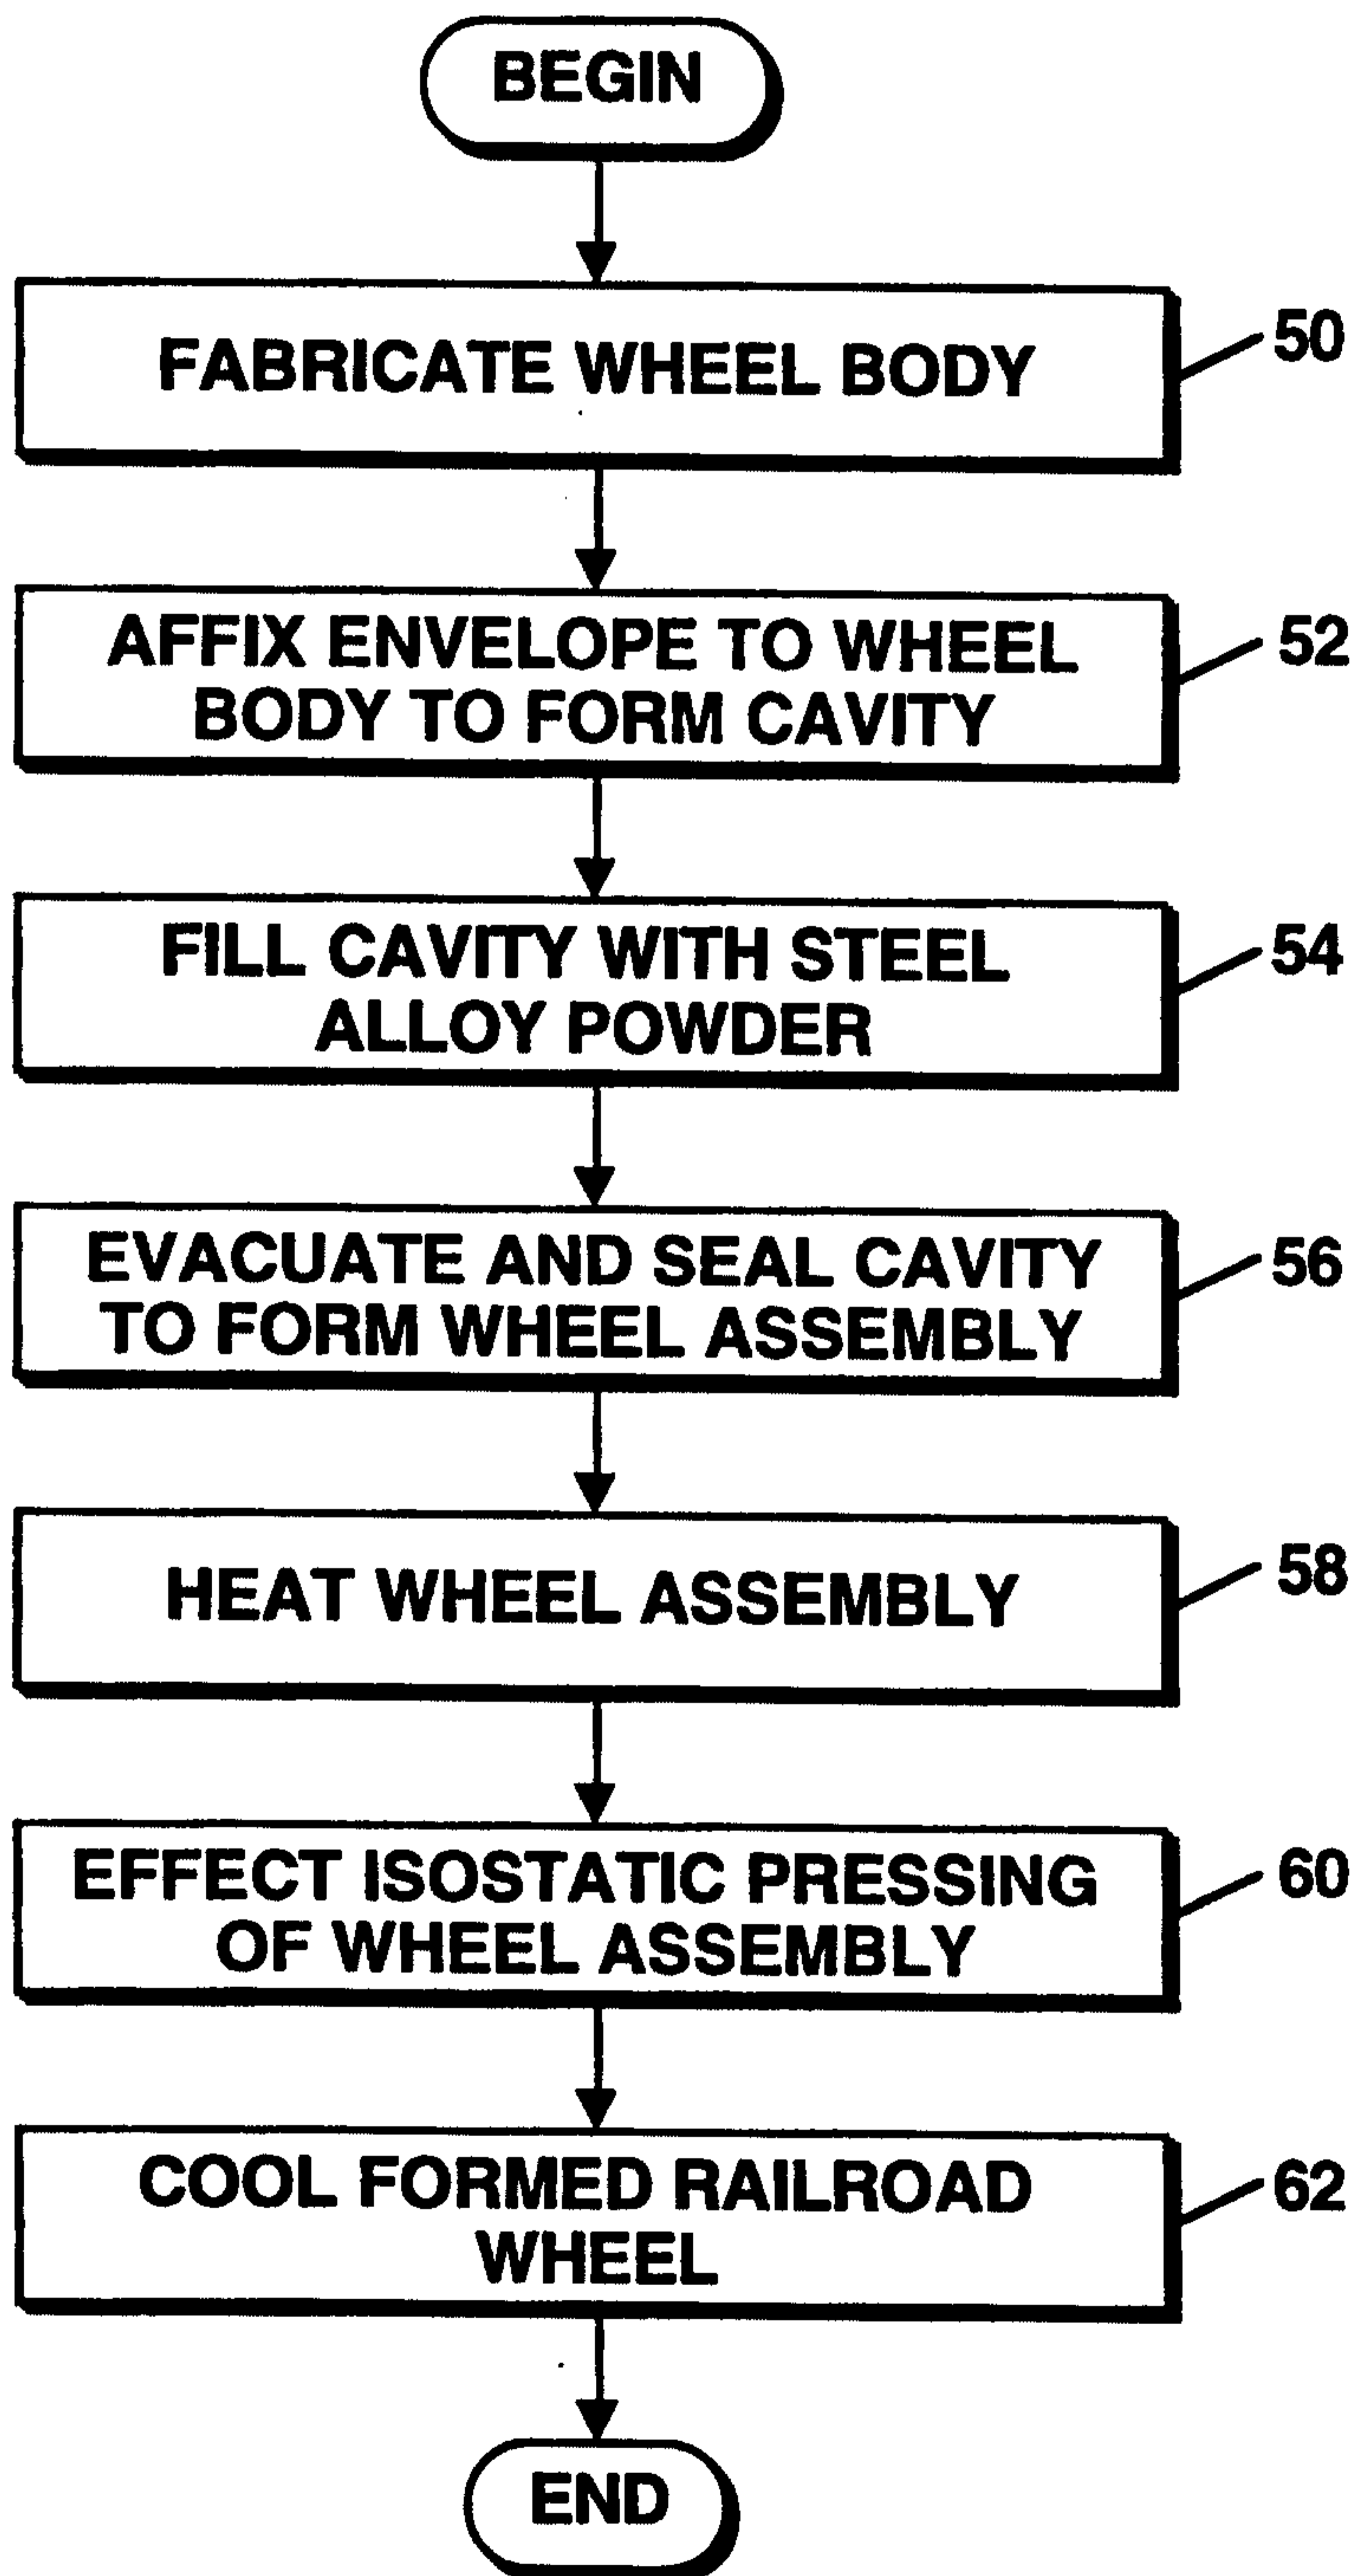 BEGIN
FABRICATE WHEEL BODY
50
AFFIX ENVELOPE TO WHEEL
BODY TO FORM CAVITY
52
FILL CAVITY WITH STEEL
ALLOY POWDER
54
EVACUATE AND SEAL CAVITY
TO FORM WHEEL ASSEMBLY
56
HEAT WHEEL ASSEMBLY
58
EFFECT ISOSTATIC PRESSING
OF WHEEL ASSEMBLY
60
COOL FORMED RAILROAD
WHEEL
62
END